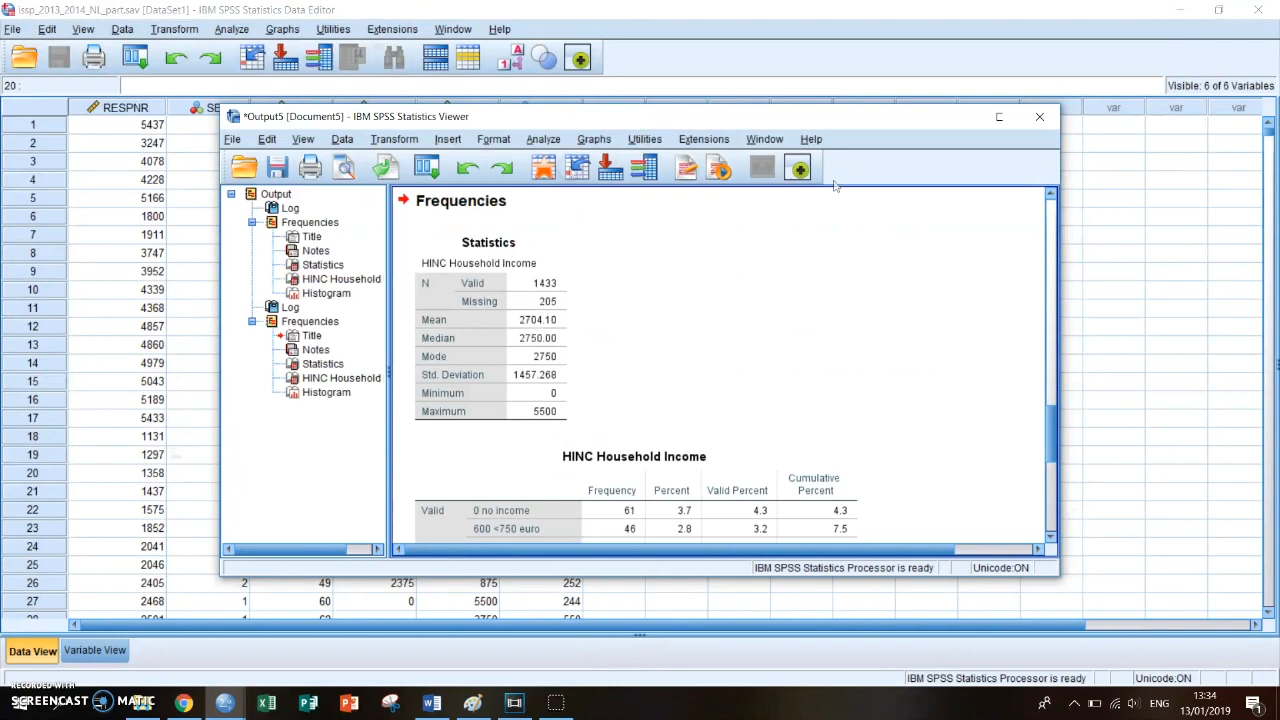 issp_2013_2014_NL_part.sav [DataSet1] - IBM SPSS Statistics Data Editor
File Edit View Data Transform Analyze Graphs Utilities Extensions Window Help
20 :
Visible: 6 of 6 Variables
RESPNR SE var var var
1 5437
2 3247
3 4078
4 4228
5 5166
6 1800
7 1911
8 3747
9 3952
10 4339
11 4368
12 4857
13 4860
14 4979
15 5043
16 5189
17 5433
18 1131
19 1297
20 1358
21 1437
22 1575
23 1852
24 2041
25 2046
26 2405 2 49 2375 875 252
27 2468 1 60 0 5500 244
*Output5 [Document5] - IBM SPSS Statistics Viewer
File Edit View Data Transform Insert Format Analyze Graphs Utilities Extensions Window Help
Output
Log
Frequencies
Title
Notes
Statistics
HINC Household
Histogram
Log
Frequencies
Title
Notes
Statistics
HINC Household
Histogram
Frequencies
Statistics
HINC Household Income
N Valid 1433
Missing 205
Mean 2704.10
Median 2750.00
Mode 2750
Std. Deviation 1457.268
Minimum 0
Maximum 5500
HINC Household Income
Frequency Percent Valid Percent Cumulative Percent
Valid 0 no income 61 3.7 4.3 4.3
600 <750 euro 46 2.8 3.2 7.5
IBM SPSS Statistics Processor is ready Unicode:ON
Data View Variable View
IBM SPSS Statistics Processor is ready Unicode:ON
RECORDED WITH
SCREENCAST MATIC
ENG
13:34
13/01/2019